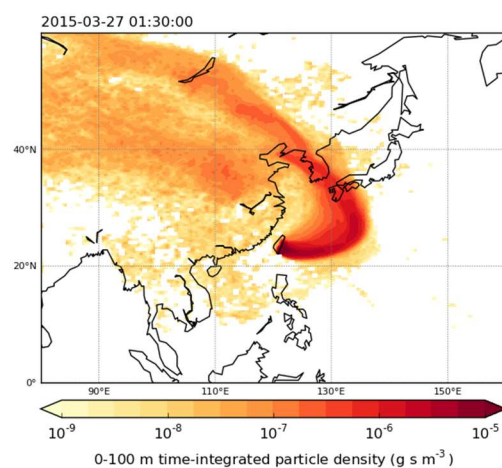 2015-03-27 01:30:00
40°N
20°N
0°
90°E 110°E 130°E 150°E
10⁻⁹ 10⁻⁸ 10⁻⁷ 10⁻⁶ 10⁻⁵
0-100 m time-integrated particle density (g s m⁻³)